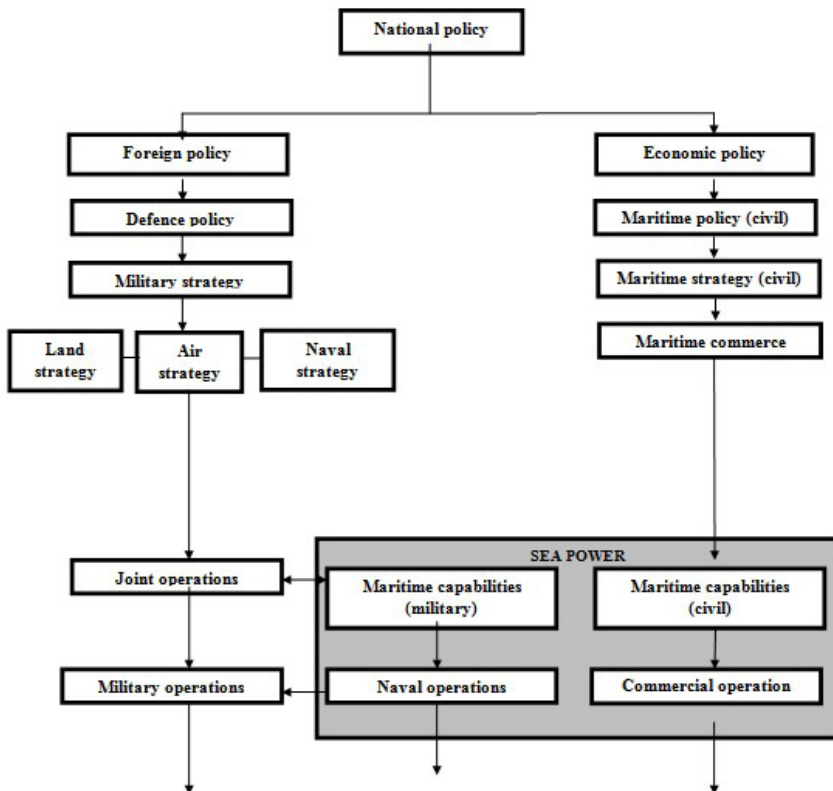 National policy
Foreign policy
Economic policy
Defence policy
Maritime policy (civil)
Military strategy
Maritime strategy (civil)
Land
strategy
Air
strategy
Naval
strategy
Maritime commerce
SEA POWER
Joint operations
Maritime capabilities
(military)
Maritime capabilities
(civil)
Military operations
Naval operations
Commercial operation